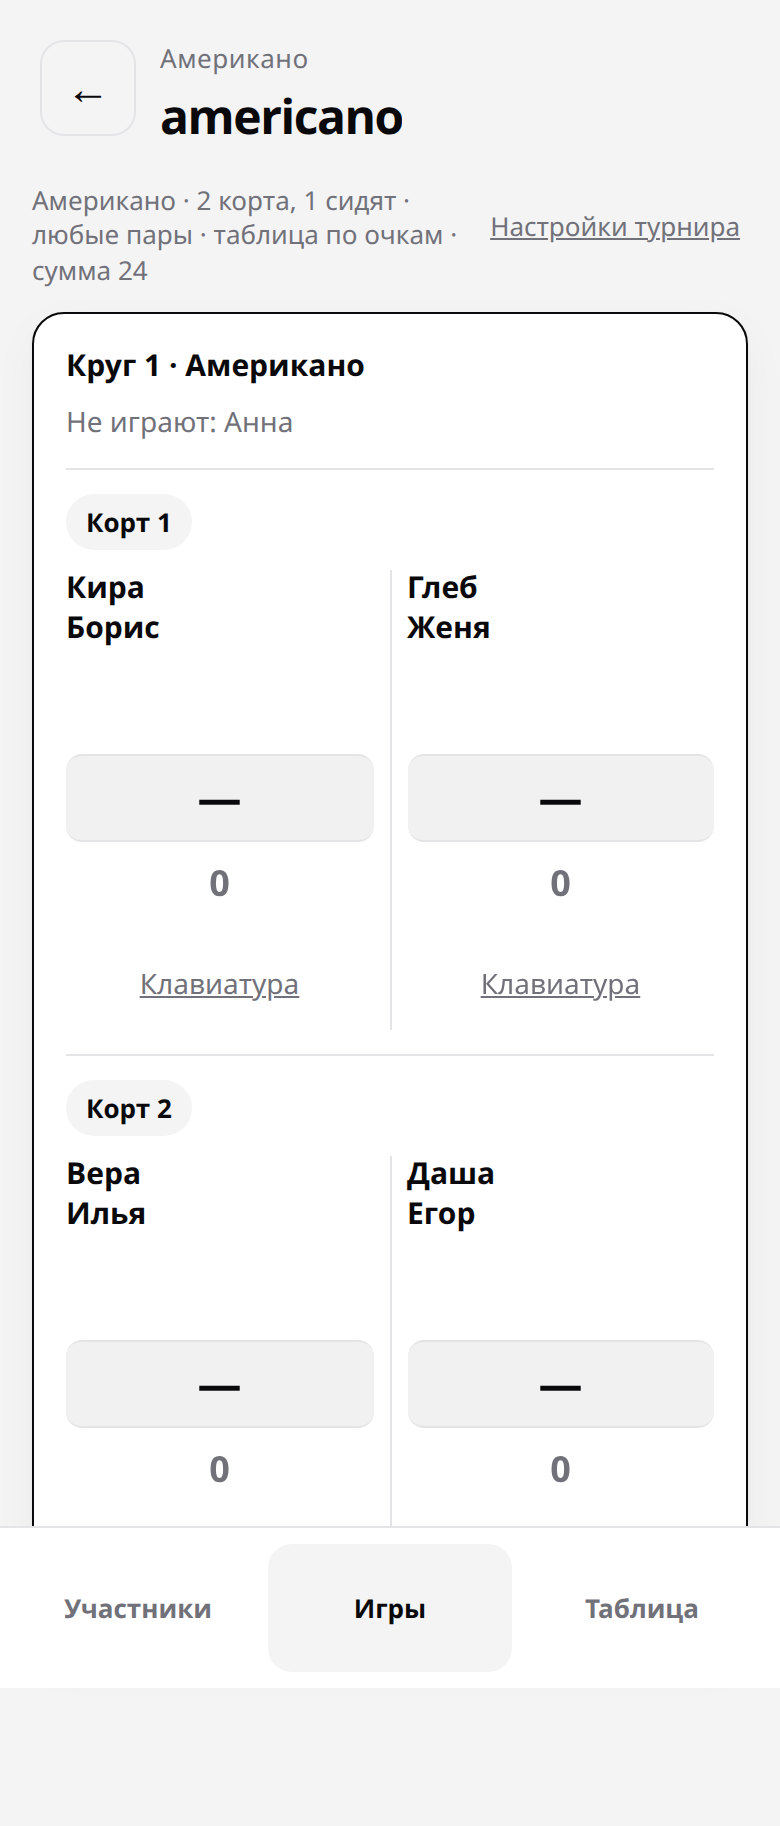 ←
Американо
americano
Американо · 2 корта, 1 сидят ·
любые пары · таблица по очкам ·
сумма 24
Настройки турнира
Круг 1 · Американо
Не играют: Анна
Корт 1
Кира
Борис
Глеб
Женя
— —
0 0
Клавиатура Клавиатура
Корт 2
Вера
Илья
Даша
Егор
— —
0 0
Участники Игры Таблица